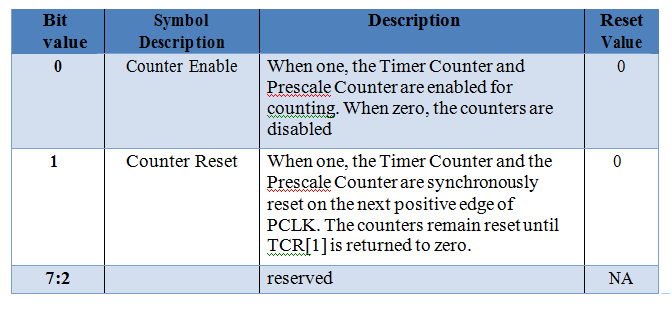 Bit value Symbol Description Description Reset Value
0 Counter Enable When one, the Timer Counter and 0
Prescale Counter are enabled for
counting. When zero, the counters are
disabled
1 Counter Reset When one, the Timer Counter and the 0
Prescale Counter are synchronously
reset on the next positive edge of
PCLK. The counters remain reset until
TCR[1] is returned to zero.
7:2 reserved NA